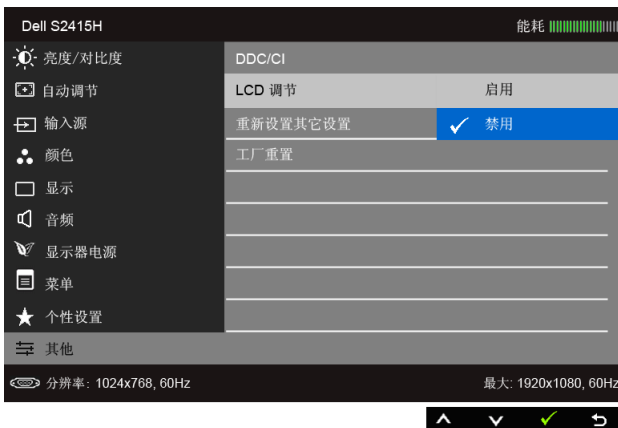 Dell S2415H 能耗
亮度/对比度 DDC/CI
自动调节 LCD 调节 启用
输入源 重新设置其它设置 禁用
颜色 工厂重置
显示
音频
显示器电源
菜单
个性设置
其他
分辨率: 1024x768, 60Hz 最大: 1920x1080, 60Hz